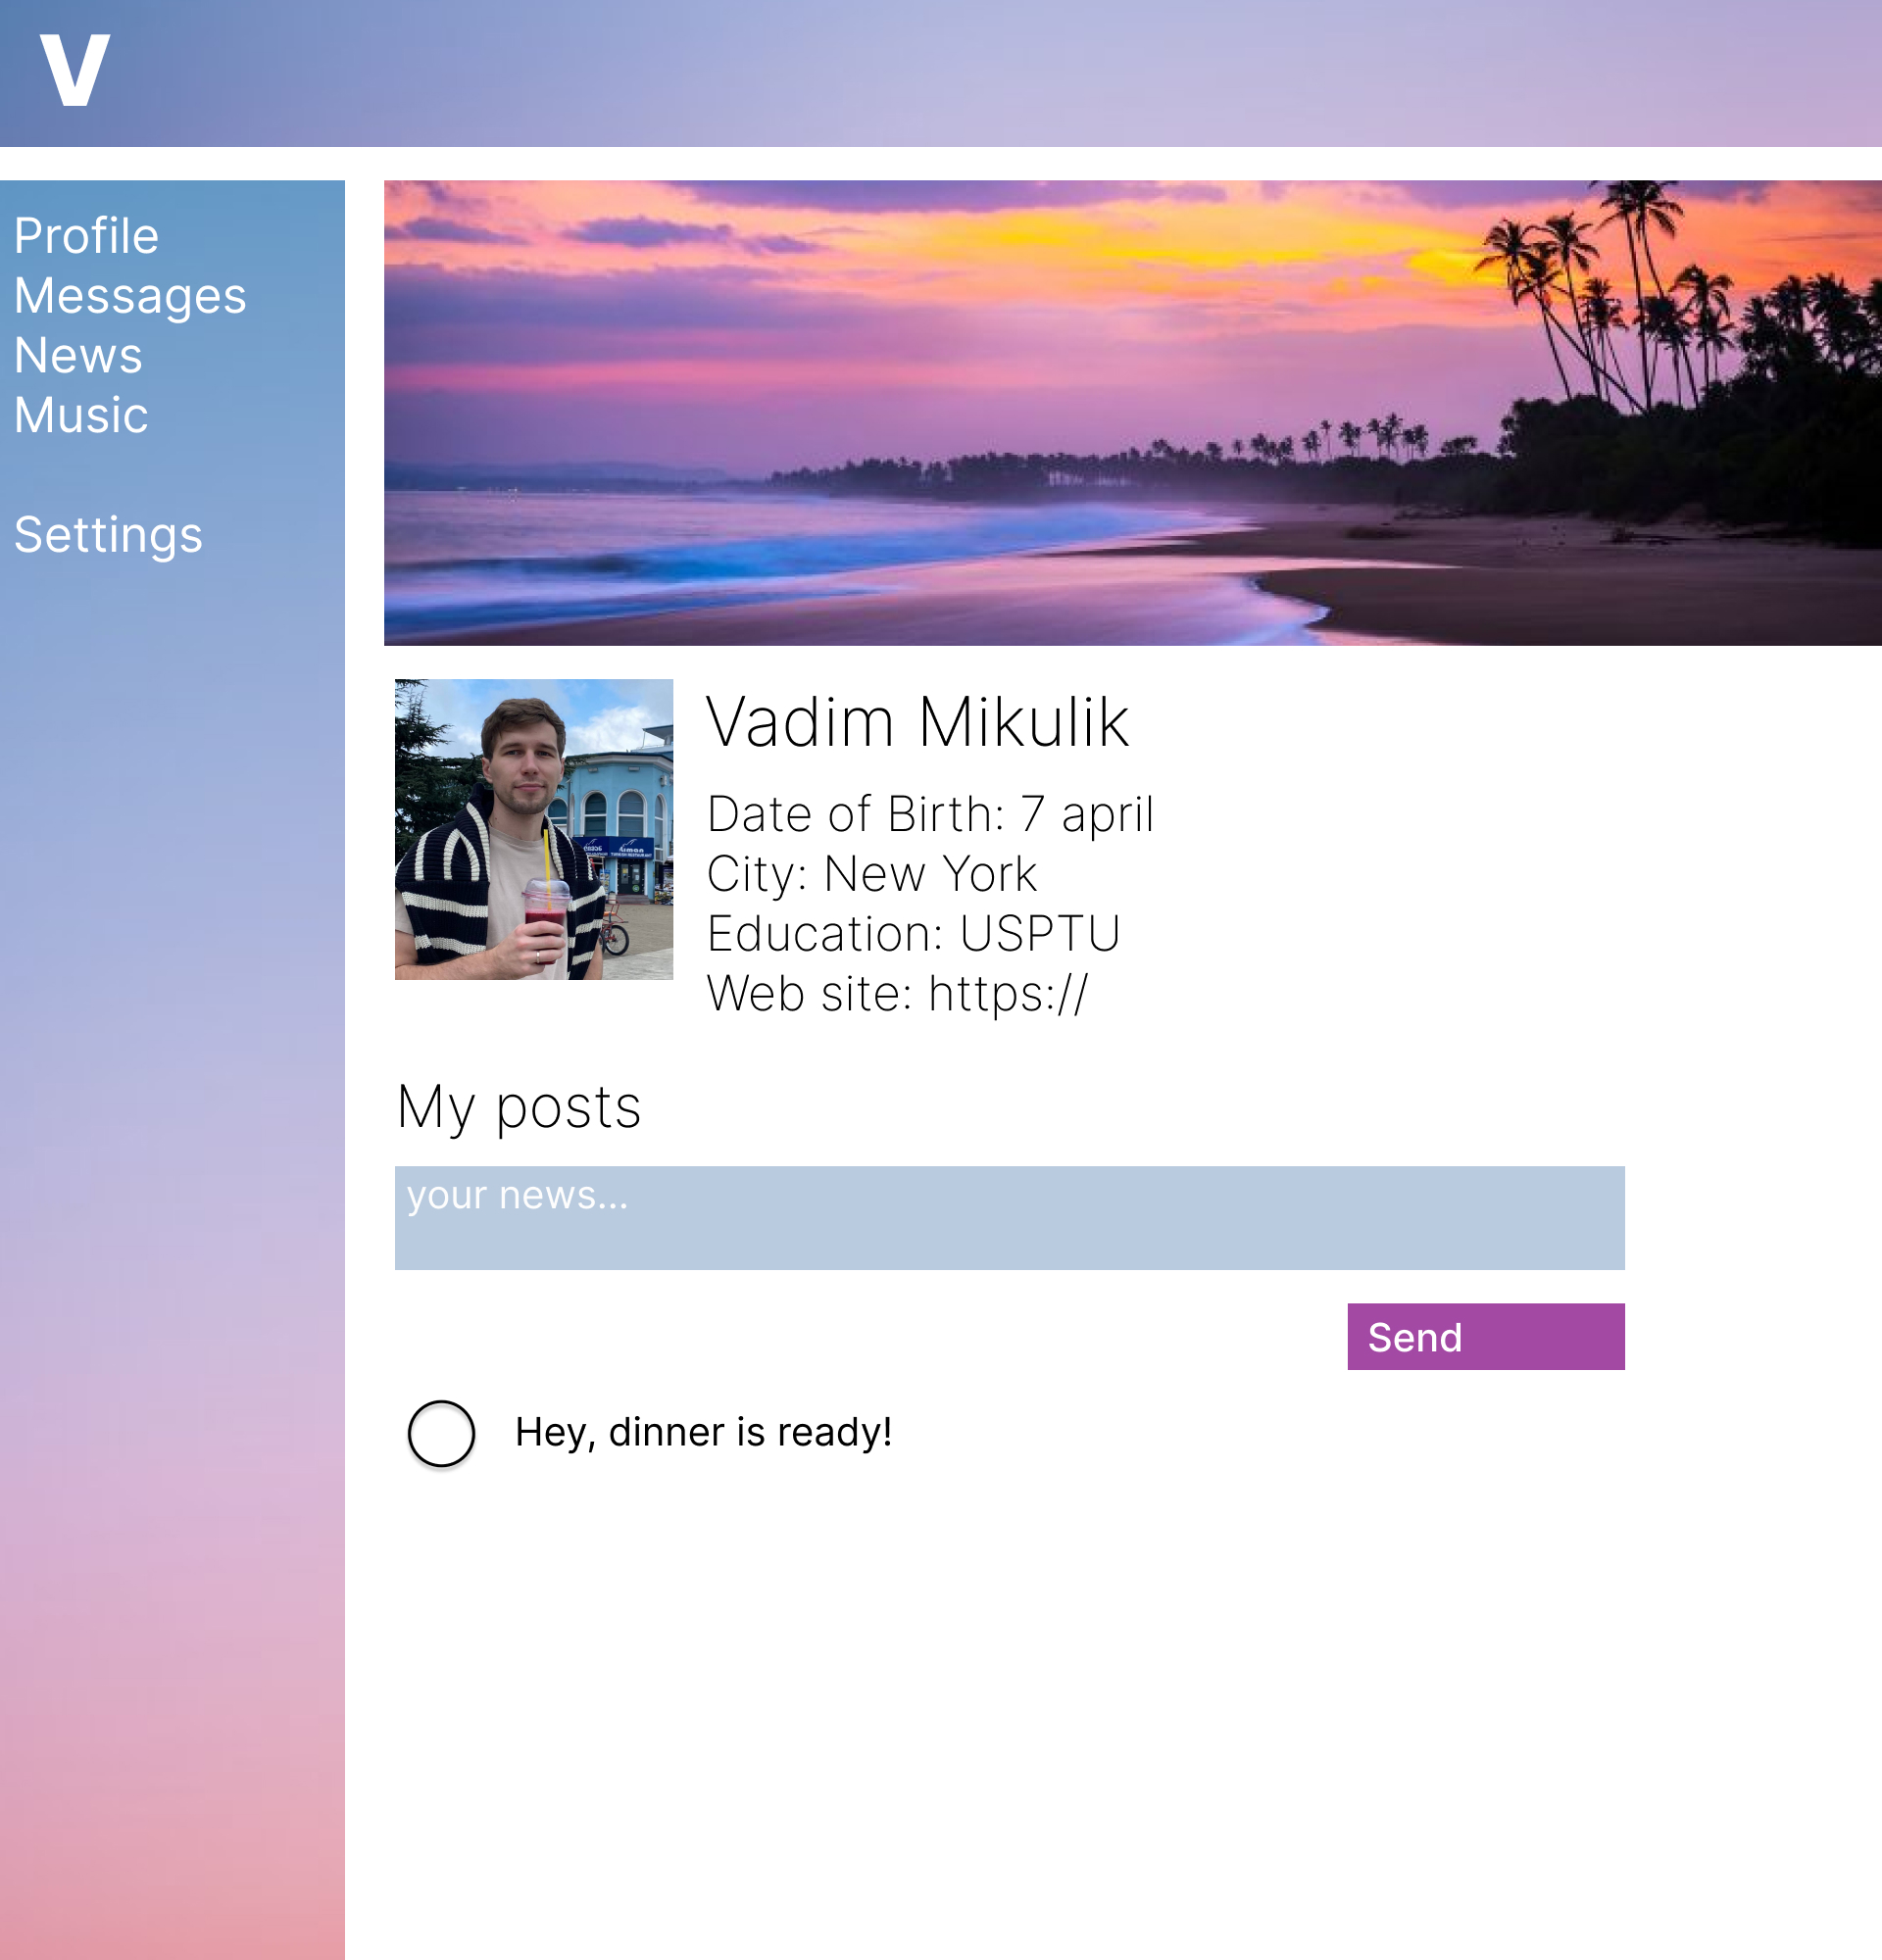 V
Profile
Messages
News
Music
Settings
Vadim Mikulik
Date of Birth: 7 april
City: New York
Education: USPTU
Web site: https://
My posts
your news...
Send
Hey, dinner is ready!